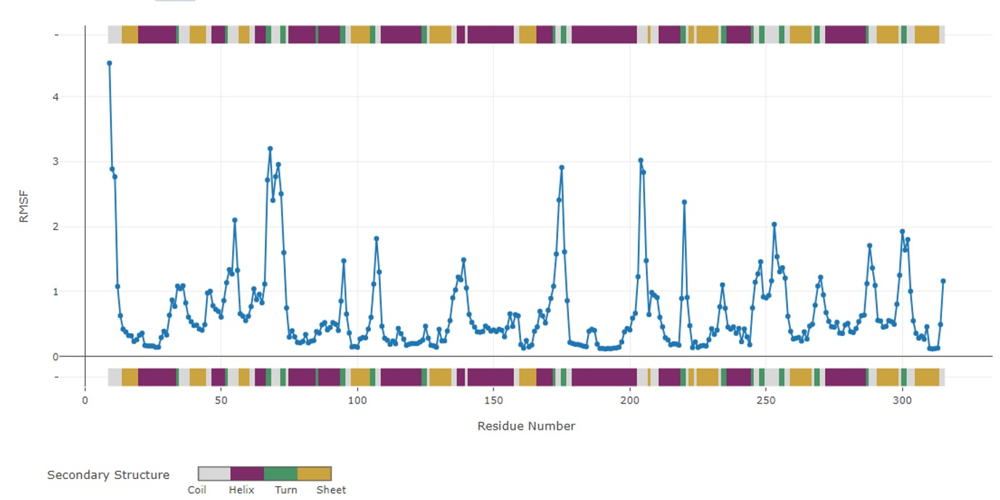 -
4
3
2
1
0
RMSF
-
0 50 100 150 200 250 300
Residue Number
Secondary Structure
Coil Helix Turn Sheet